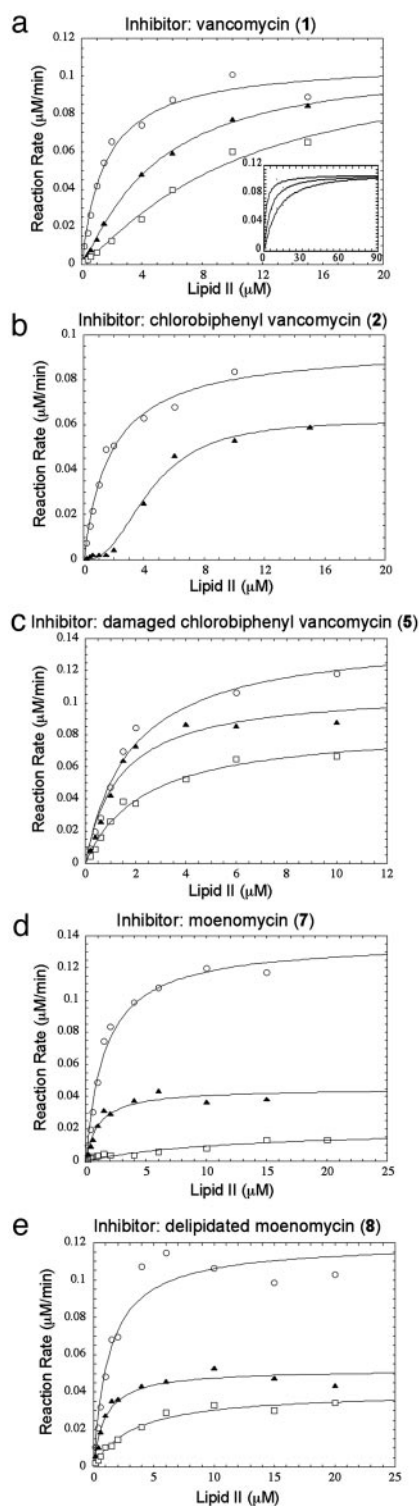 a
Inhibitor: vancomycin (1)
Reaction Rate (μM/min)
0.12
0.1
0.08
0.06
0.04
0.02
0
0 4 8 12 16 20
Lipid II (μM)
0.12
0.08
0.04
0
0 30 60 90
b
Inhibitor: chlorobiphenyl vancomycin (2)
Reaction Rate (μM/min)
0.1
0.08
0.06
0.04
0.02
0
0 4 8 12 16 20
Lipid II (μM)
c
Inhibitor: damaged chlorobiphenyl vancomycin (5)
Reaction Rate (μM/min)
0.14
0.12
0.1
0.08
0.06
0.04
0.02
0
0 2 4 6 8 10 12
Lipid II (μM)
d
Inhibitor: moenomycin (7)
Reaction Rate (μM/min)
0.14
0.12
0.1
0.08
0.06
0.04
0.02
0
0 5 10 15 20 25
Lipid II (μM)
e
Inhibitor: delipidated moenomycin (8)
Reaction Rate (μM/min)
0.12
0.1
0.08
0.06
0.04
0.02
0
0 5 10 15 20 25
Lipid II (μM)